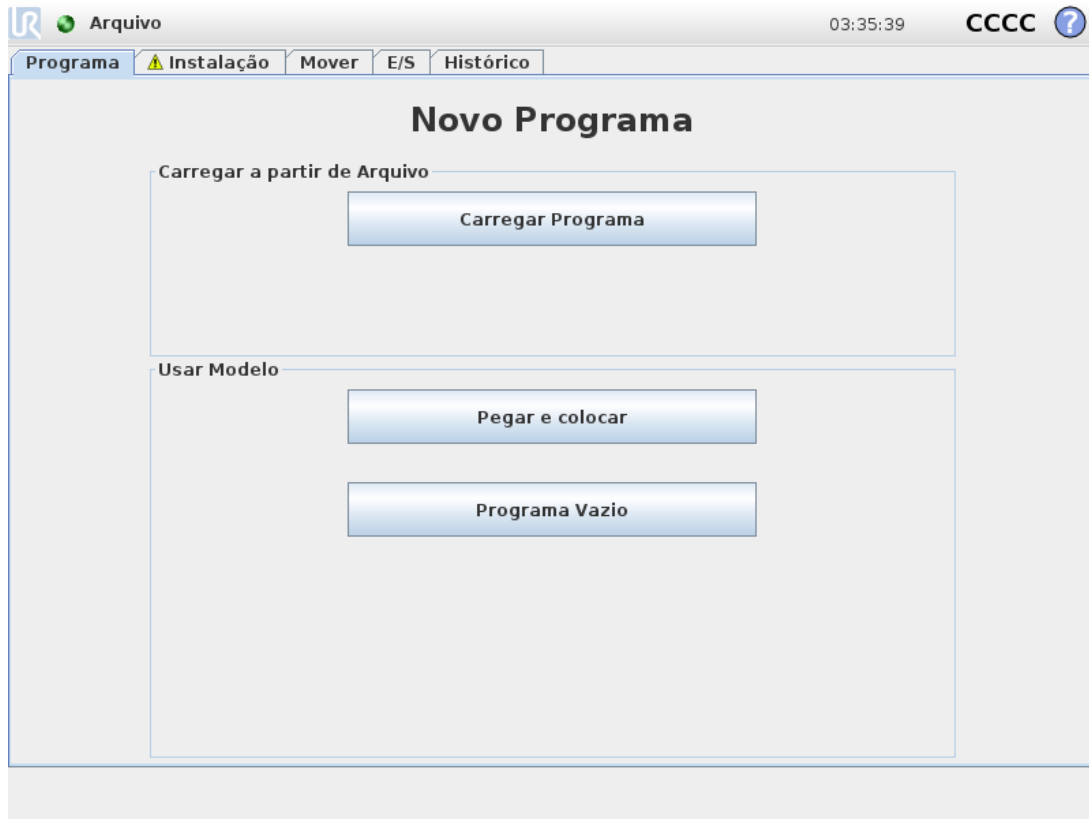 UR Arquivo 03:35:39 CCCC ?
Programa Instalação Mover E/S Histórico
Novo Programa
Carregar a partir de Arquivo
Carregar Programa
Usar Modelo
Pegar e colocar
Programa Vazio